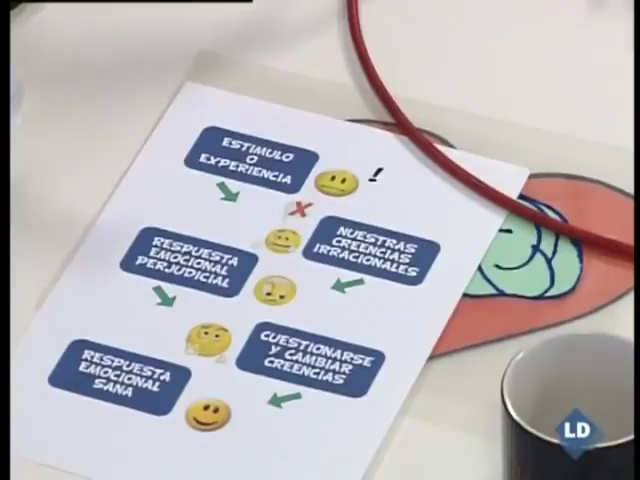 ESTIMULO
O
EXPERIENCIA
!
NUESTRAS
CREENCIAS
IRRACIONALES
RESPUESTA
EMOCIONAL
PERJUDICIAL
CUESTIONARSE
Y CAMBIAR
CREENCIAS
RESPUESTA
EMOCIONAL
SANA
LD